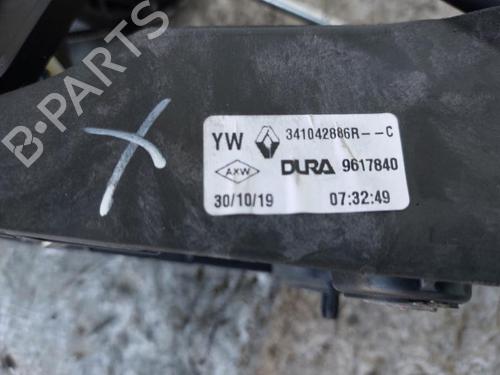 B-PARTS
YW 341042886R--C
AXW DURA 9617840
30/10/19 07:32:49
X